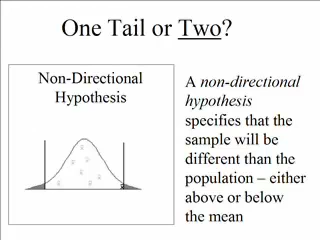 One Tail or Two?
Non-Directional
Hypothesis
A non-directional
hypothesis
specifies that the
sample will be
different than the
population – either
above or below
the mean